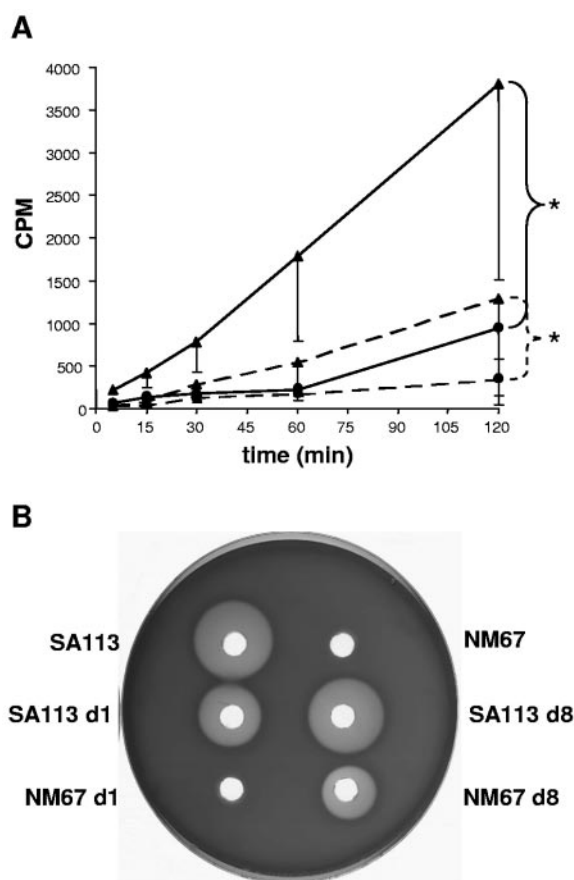 A
4000
3500
3000
2500
2000
1500
1000
500
0
CPM
0 15 30 45 60 75 90 105 120
time (min)
*
*
B
SA113 NM67
SA113 d1 SA113 d8
NM67 d1 NM67 d8